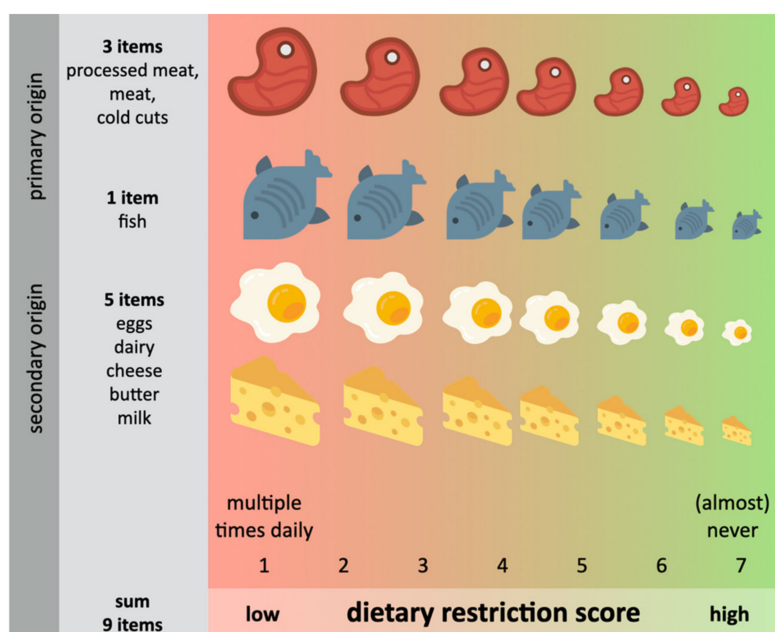 primary origin
3 items
processed meat,
meat,
cold cuts
1 item
fish
secondary origin
5 items
eggs
dairy
cheese
butter
milk
multiple
times daily
(almost)
never
1 2 3 4 5 6 7
sum
9 items
low dietary restriction score high